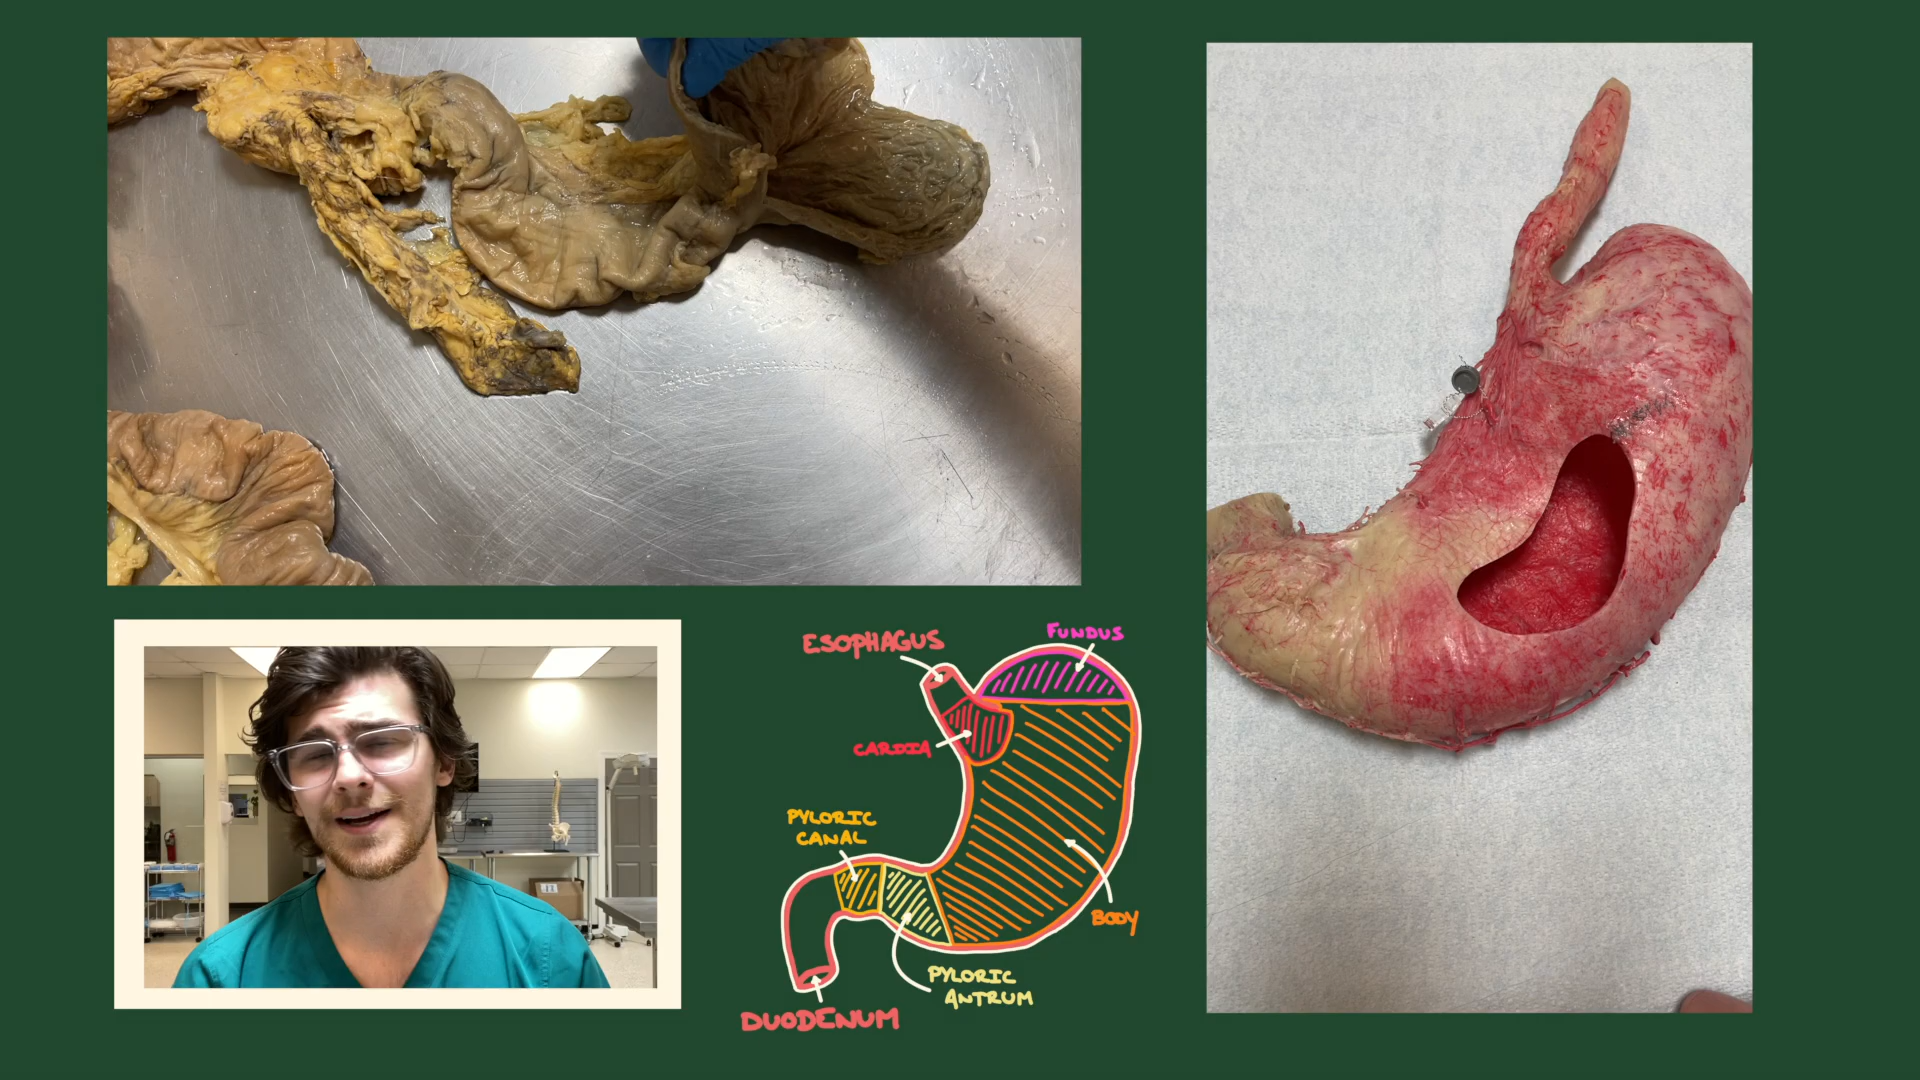 ESOPHAGUS
FUNDUS
CARDIA
PYLORIC
CANAL
BODY
PYLORIC
ANTRUM
DUODENUM